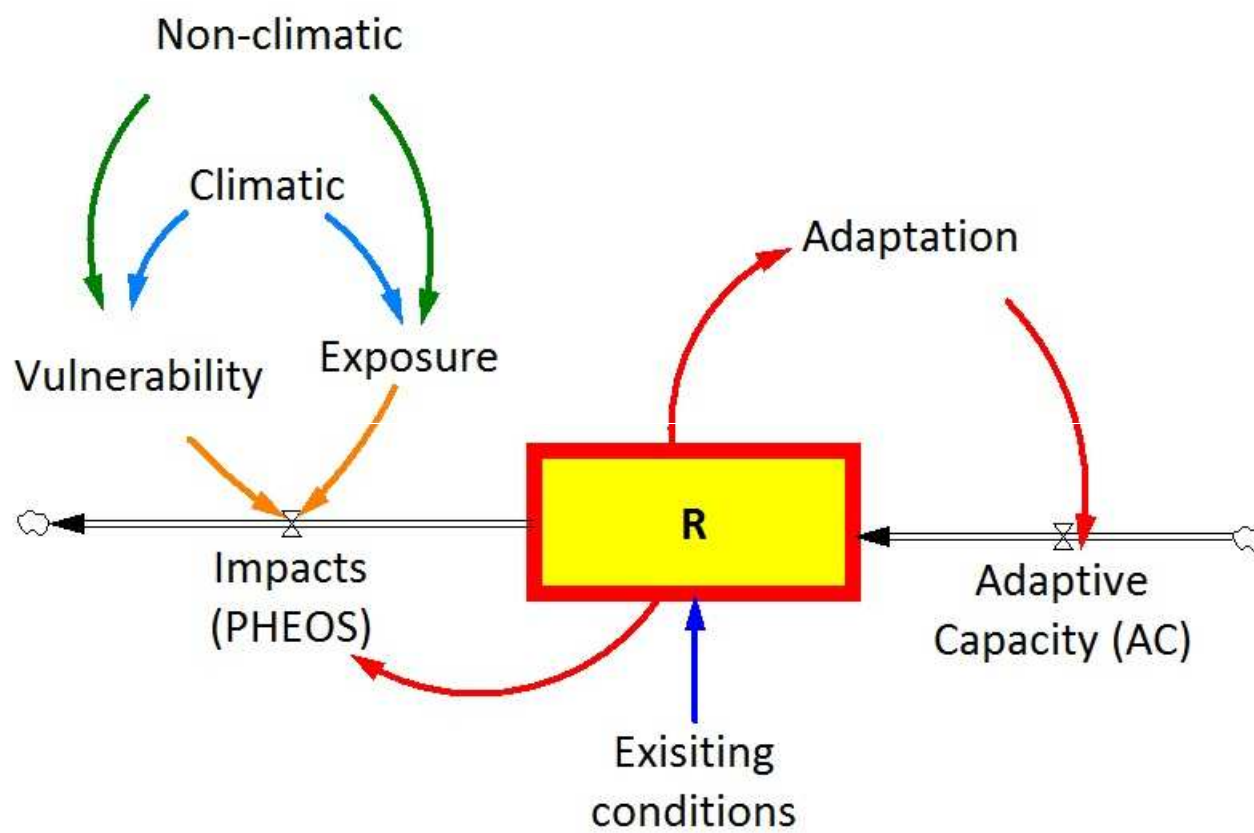 Non-climatic
Climatic
Adaptation
Vulnerability
Exposure
R
Impacts
(PHEOS)
Adaptive
Capacity (AC)
Exisiting
conditions